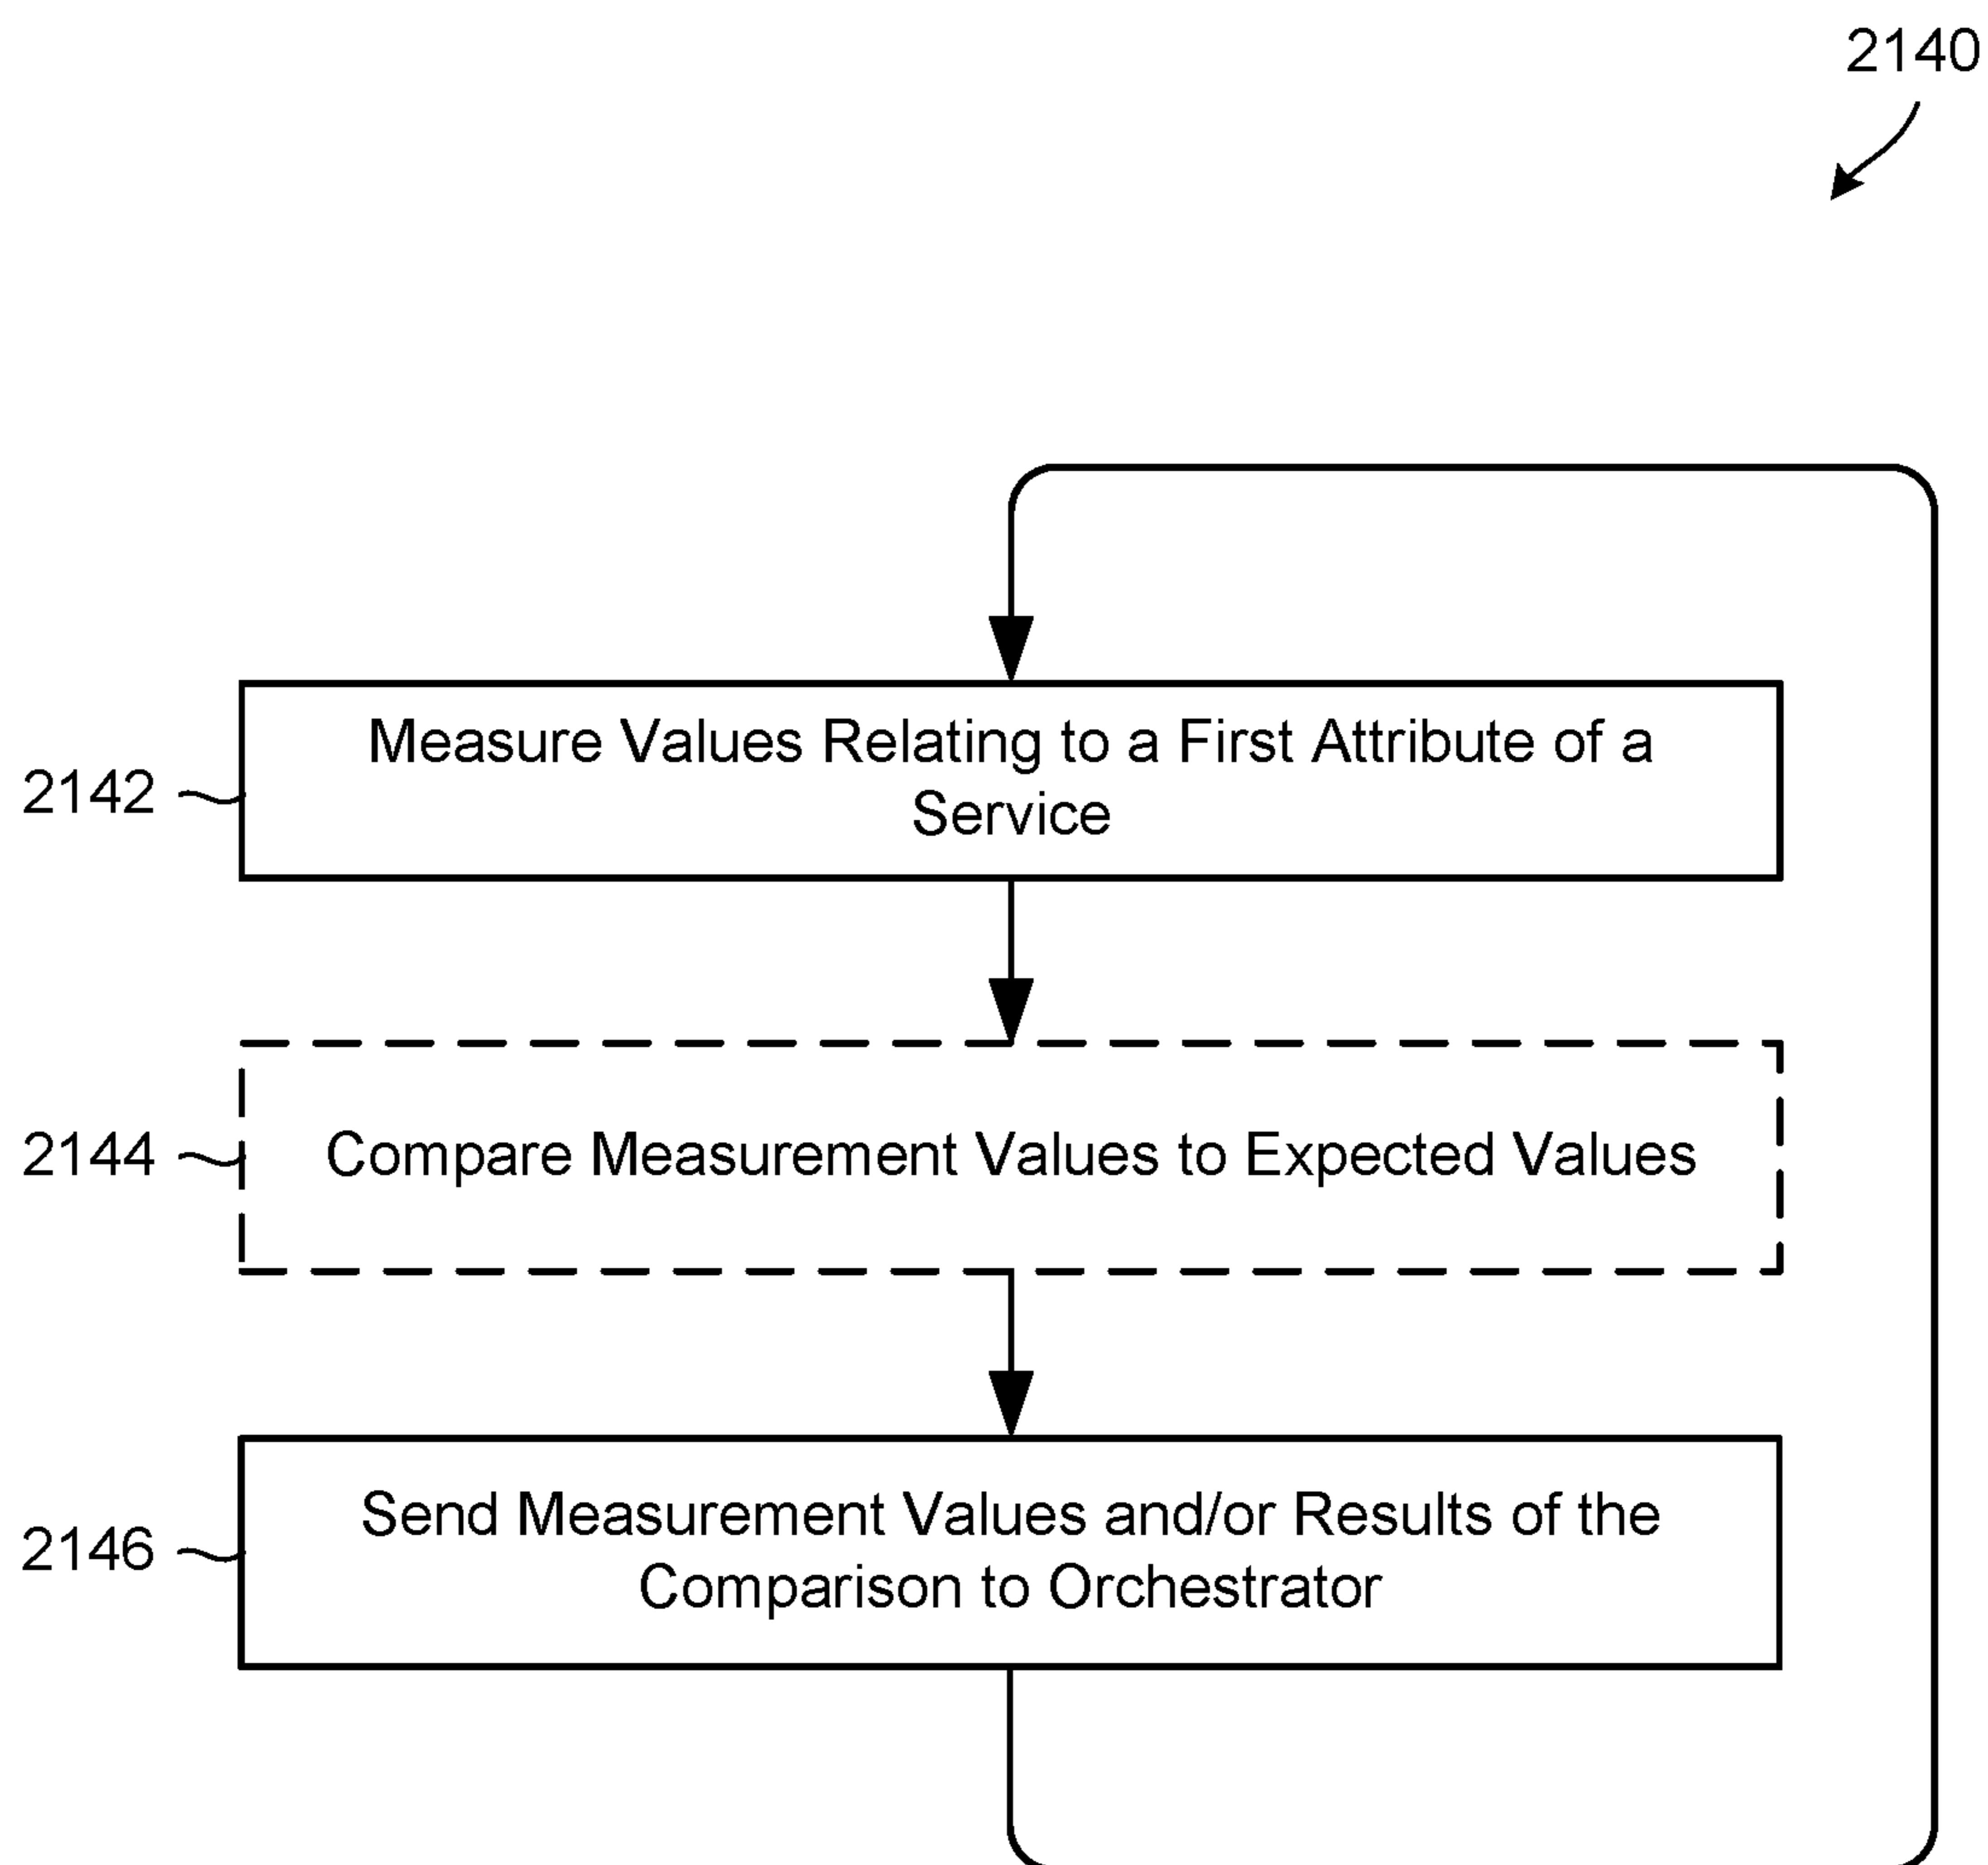 2140
2142
Measure Values Relating to a First Attribute of a
Service
2144
Compare Measurement Values to Expected Values
2146
Send Measurement Values and/or Results of the
Comparison to Orchestrator